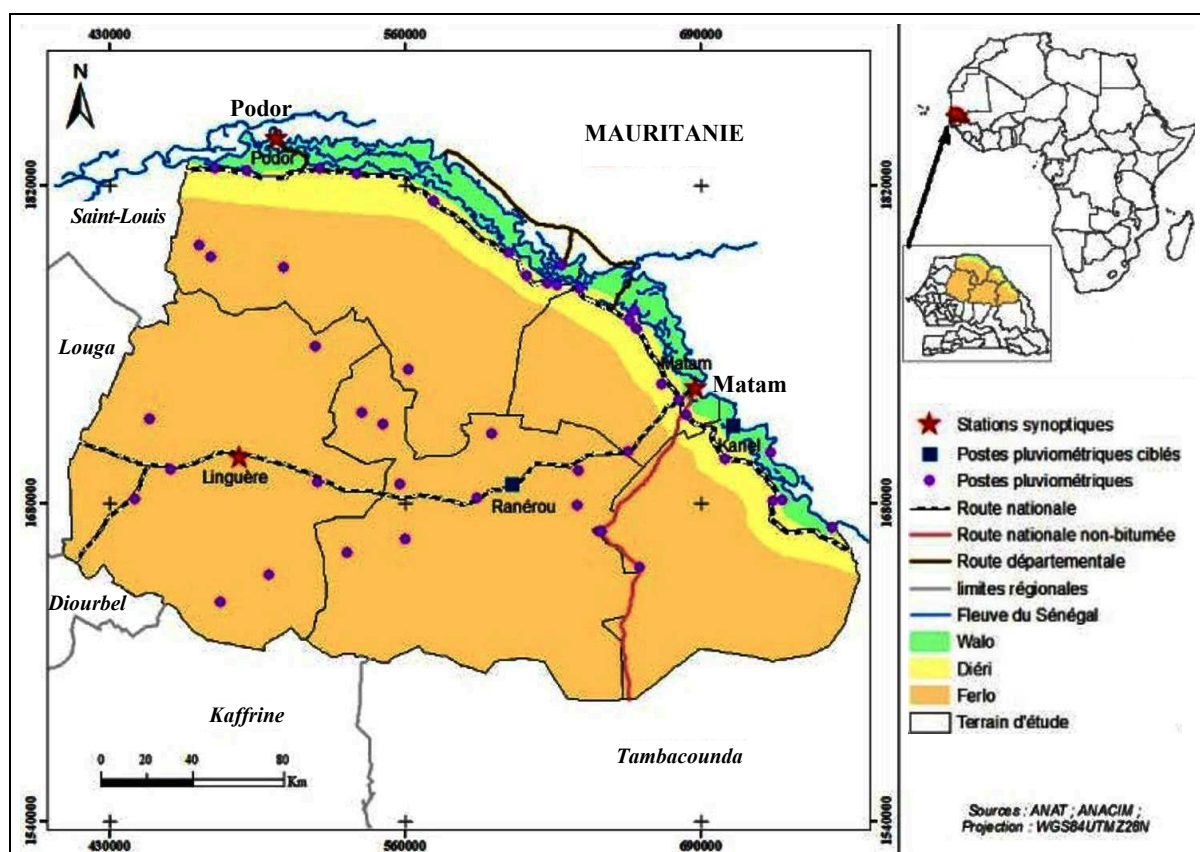 430000 560000 690000
N
Podor
MAURITANIE
Podor
1820000 1820000
Saint-Louis
Louga
Matam
Matam
Kanel
Linguère
Ranérou
1680000 1680000
Diourbel
Kaffrine
Tambacounda
0 20 40 80
Km
1540000 1540000
430000 560000 690000
Stations synoptiques
Postes pluviométriques ciblés
Postes pluviométriques
Route nationale
Route nationale non-bitumée
Route départementale
limites régionales
Fleuve du Sénégal
Walo
Diéri
Ferlo
Terrain d'étude
Sources : ANAT ; ANACIM ;
Projection : WGS84UTMZ28N